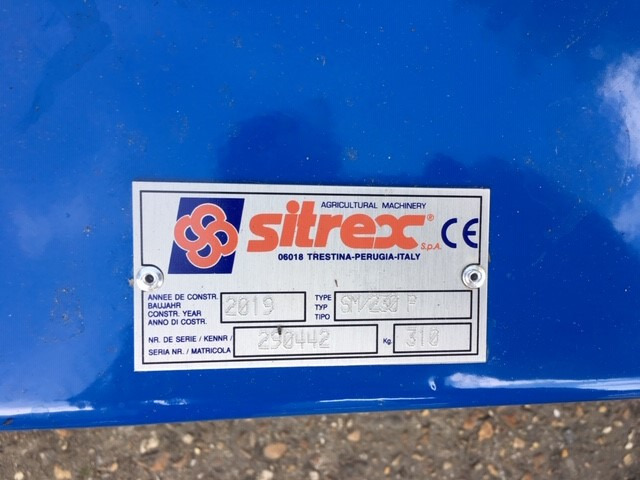 AGRICULTURAL MACHINERY
sitrex® S.p.A. CE
06018 TRESTINA-PERUGIA-ITALY
ANNEE DE CONSTR.
BAUJAHR
CONSTR. YEAR
ANNO DI COSTR.
2019
TYPE
TYP
TIPO
SM/230 P
NR. DE SERIE / KENNR /
SERIA NR. / MATRICOLA
290442
Kg. 310